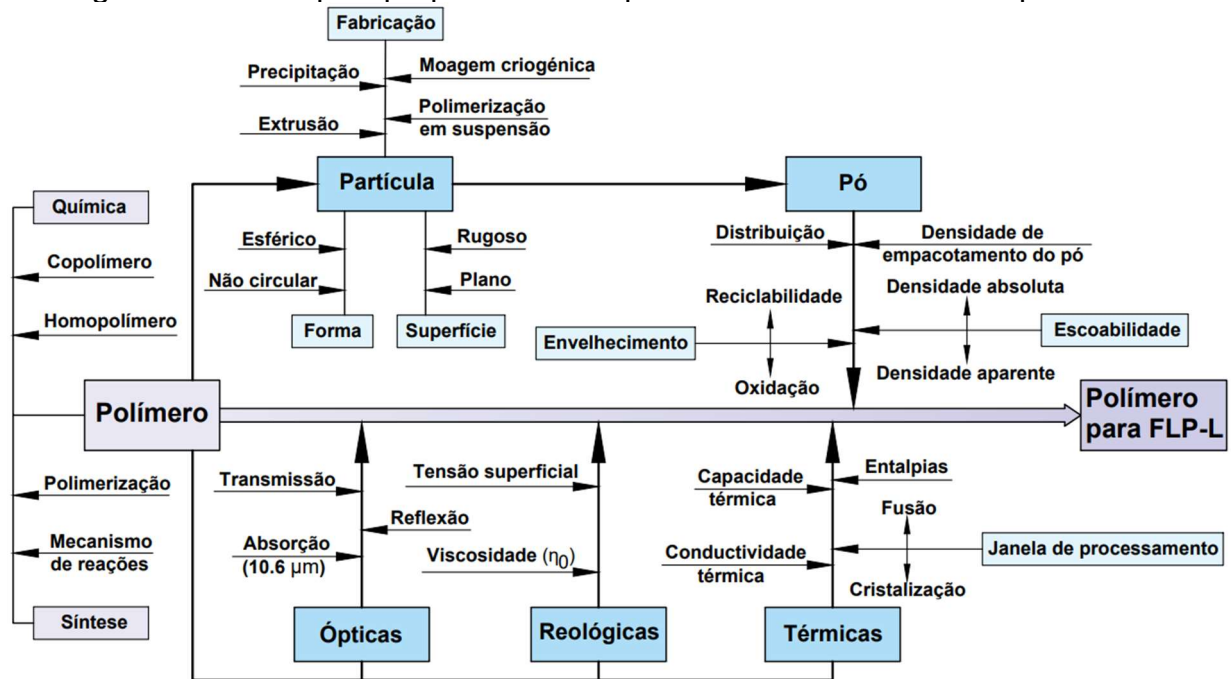 Fabricação
Precipitação
Moagem criogénica
Extrusão
Polimerização
em suspensão
Partícula
Pó
Química
Copolímero
Homopolímero
Esférico
Rugoso
Não circular
Plano
Forma
Superfície
Distribuição
Densidade de
empacotamento do pó
Reciclabilidade
Densidade absoluta
Envelhecimento
Escoabilidade
Oxidação
Densidade aparente
Polímero
Polímero
para FLP-L
Polimerização
Mecanismo
de reações
Síntese
Transmissão
Reflexão
Absorção
(10.6 µm)
Ópticas
Tensão superficial
Viscosidade (η0)
Reológicas
Capacidade
térmica
Entalpias
Fusão
Conductividade
térmica
Janela de processamento
Cristalização
Térmicas